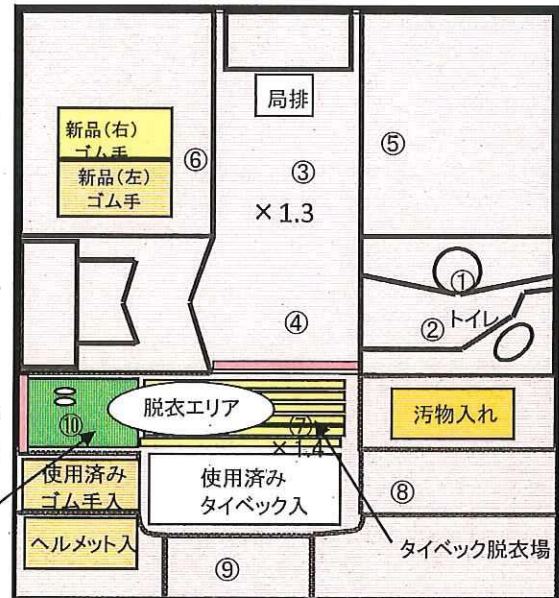 局排
新品(右)
ゴム手
新品(左)
ゴム手
⑥
③
⑤
×1.3
①
④
②
トイレ
脱衣エリア
⑩
⑦
×1.4
汚物入れ
使用済み
ゴム手入
使用済み
タイベック入
⑧
ヘルメット入
タイベック脱衣場
⑨